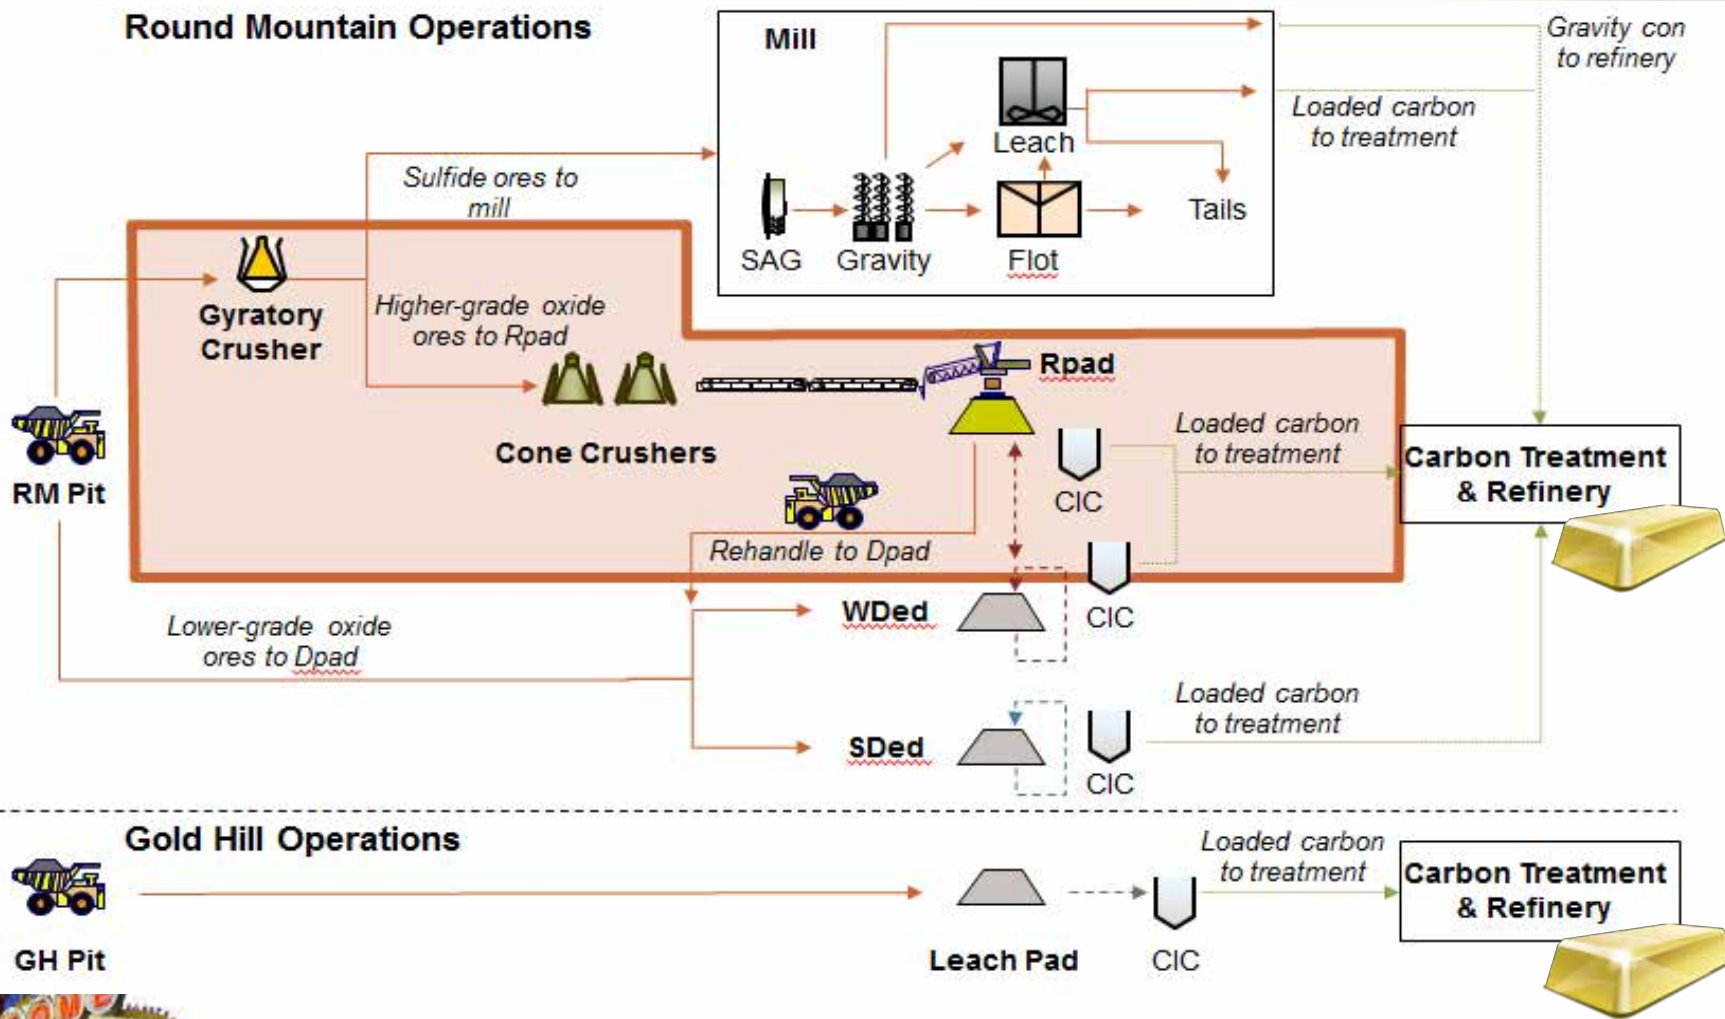 Round Mountain Operations
Mill
Gravity con
to refinery
Loaded carbon
to treatment
Leach
Sulfide ores to
mill
Tails
SAG
Gravity
Flot
Gyratory
Crusher
Higher-grade oxide
ores to Rpad
Rpad
Cone Crushers
Loaded carbon
to treatment
Carbon Treatment
& Refinery
RM Pit
CIC
Rehandle to Dpad
WDed
CIC
Lower-grade oxide
ores to Dpad
Loaded carbon
to treatment
SDed
CIC
Gold Hill Operations
Loaded carbon
to treatment
Carbon Treatment
& Refinery
GH Pit
Leach Pad
CIC